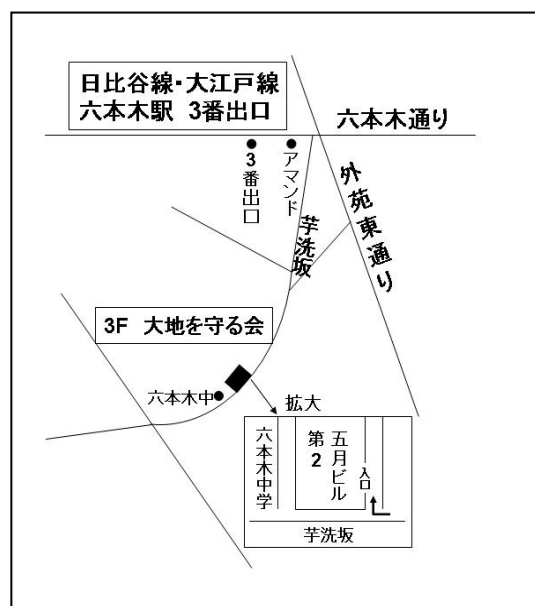 日比谷線・大江戸線
六本木駅 3番出口
六本木通り
3番出口
アマンド
芋洗坂
外苑東通り
3F 大地を守る会
六本木中
拡大
六本木中学
第2
五月ビル
入口
芋洗坂